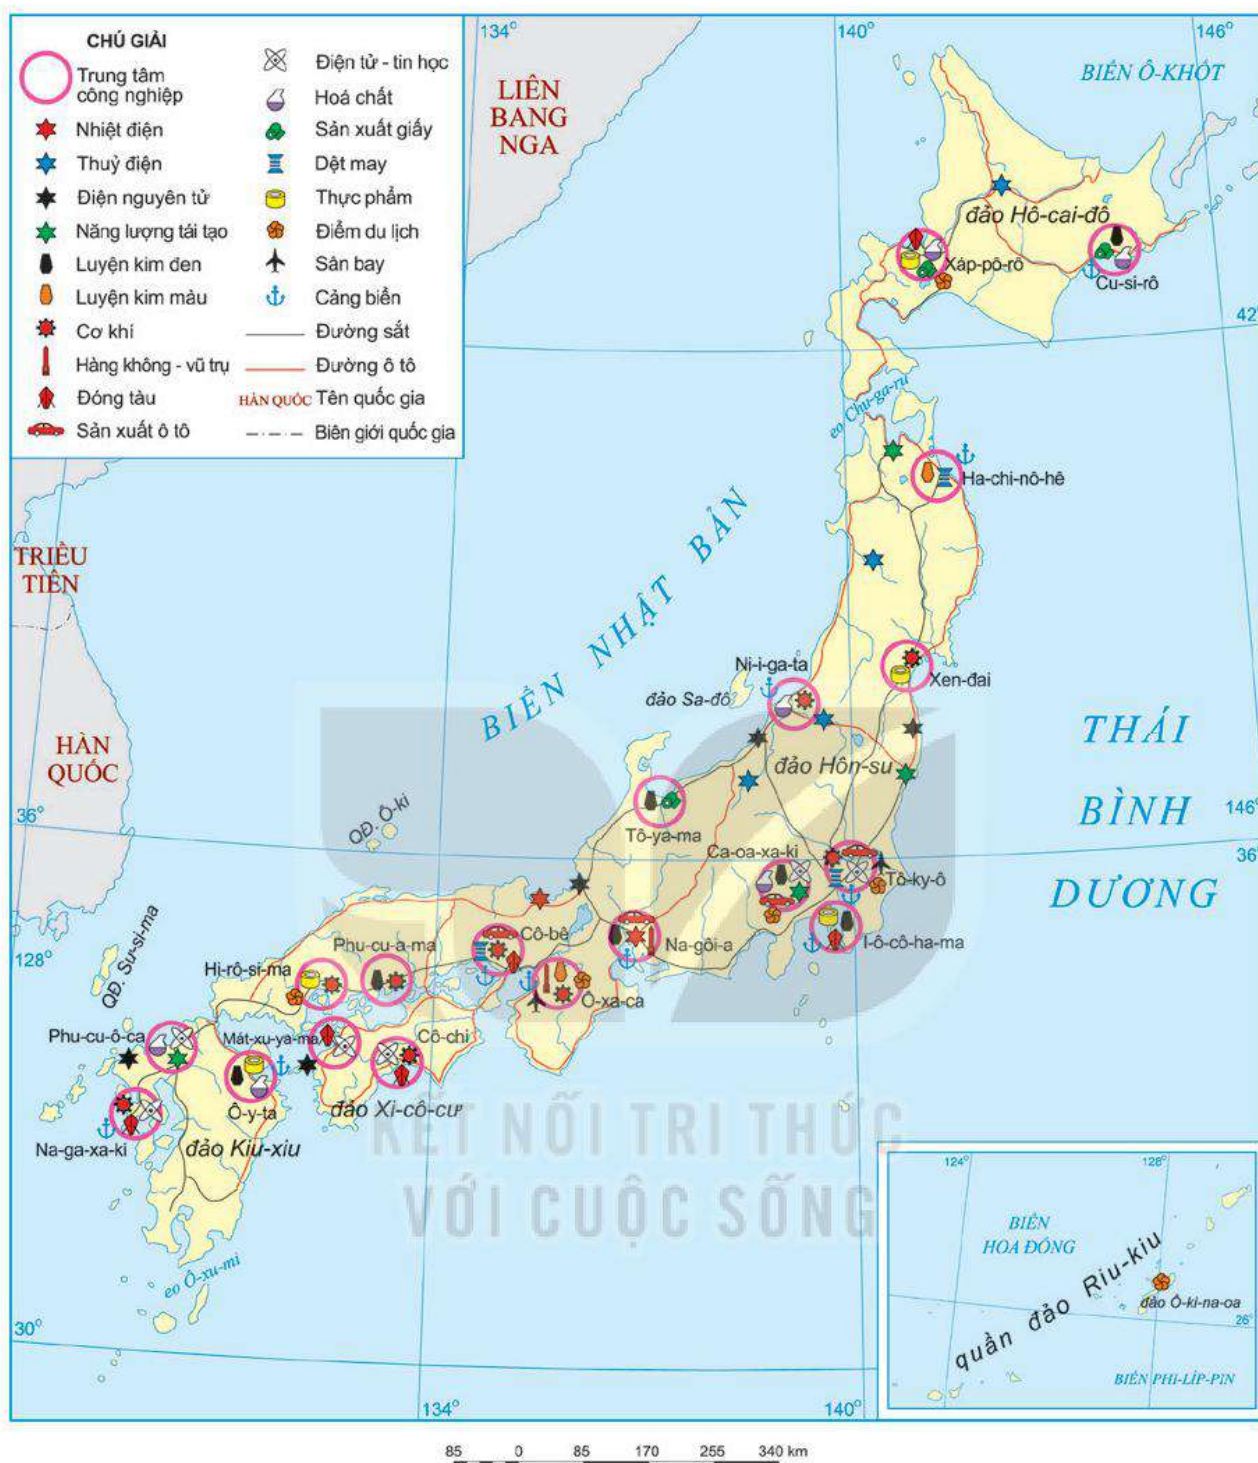 CHÚ GIẢI
Trung tâm
công nghiệp
Nhiệt điện
Thuỷ điện
Điện nguyên tử
Năng lượng tái tạo
Luyện kim đen
Luyện kim màu
Cơ khí
Hàng không - vũ trụ
Đóng tàu
Sản xuất ô tô
Điện tử - tin học
Hoá chất
Sản xuất giấy
Dệt may
Thực phẩm
Điểm du lịch
Sân bay
Cảng biển
Đường sắt
Đường ô tô
HÀN QUỐC Tên quốc gia
Biên giới quốc gia
134°
140°
146°
LIÊN
BANG
NGA
BIỂN Ô-KHỐT
đảo Hô-cai-đô
Xáp-pô-rô
Cu-si-rô
42°
eo Chu-ga-ru
Ha-chi-nô-hê
TRIỀU
TIÊN
BIỂN NHẬT BẢN
Ni-i-ga-ta
Xen-đai
đảo Sa-đô
HÀN
QUỐC
đảo Hôn-su
THÁI
BÌNH
DƯƠNG
36°
146°
36°
QĐ. Ô-ki
Tô-ya-ma
Ca-oa-xa-ki
Tô-ky-ô
I-ô-cô-ha-ma
QĐ. Su-si-ma
128°
Phu-cu-a-ma
Cô-bê
Na-gôi-a
Hi-rô-si-ma
Ô-xa-ca
Phu-cu-ô-ca
Mát-xu-ya-ma
Cô-chi
Ô-y-ta
đảo Xi-cô-cư
Na-ga-xa-ki
đảo Kiu-xiu
KẾT NỐI TRI THỨC
VỚI CUỘC SỐNG
eo Ô-xu-mi
30°
134°
140°
124°
128°
BIỂN
HOA ĐÔNG
quần đảo Riu-kiu
đảo Ô-ki-na-oa
26°
BIỂN PHI-LÍP-PIN
85 0 85 170 255 340 km